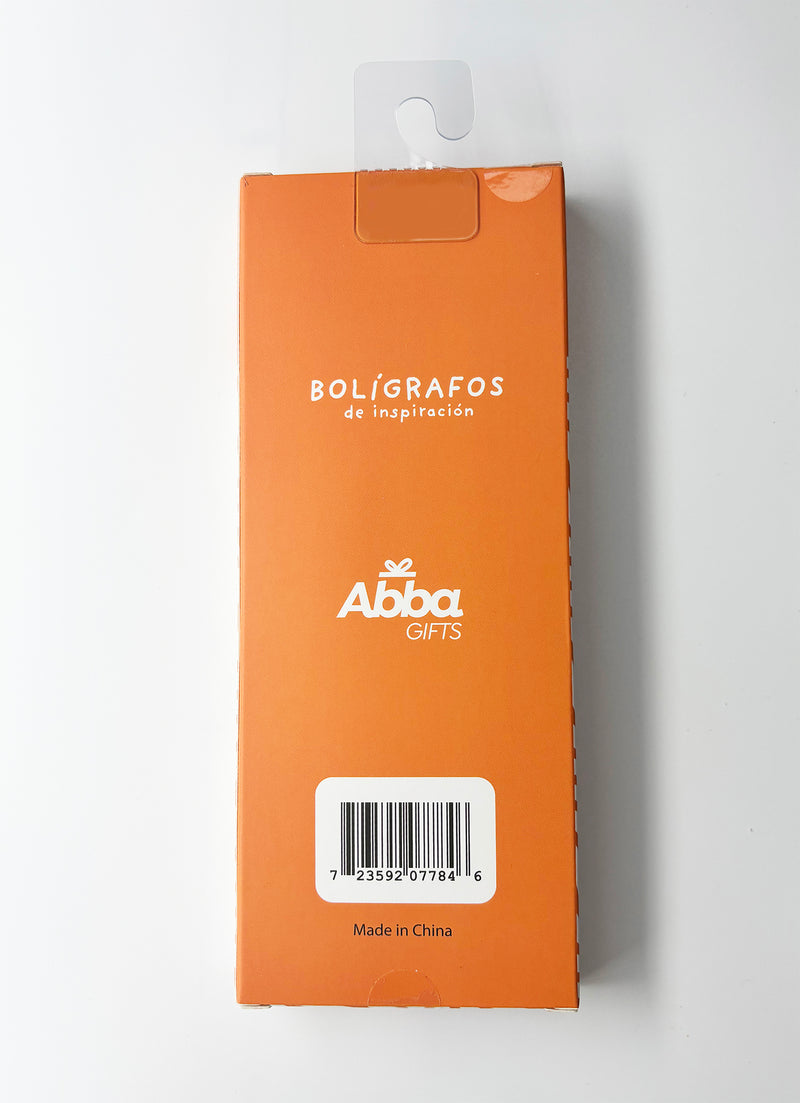 BOLÍGRAFOS
de inspiración
Abba
GIFTS
7 23592 07784 6
Made in China